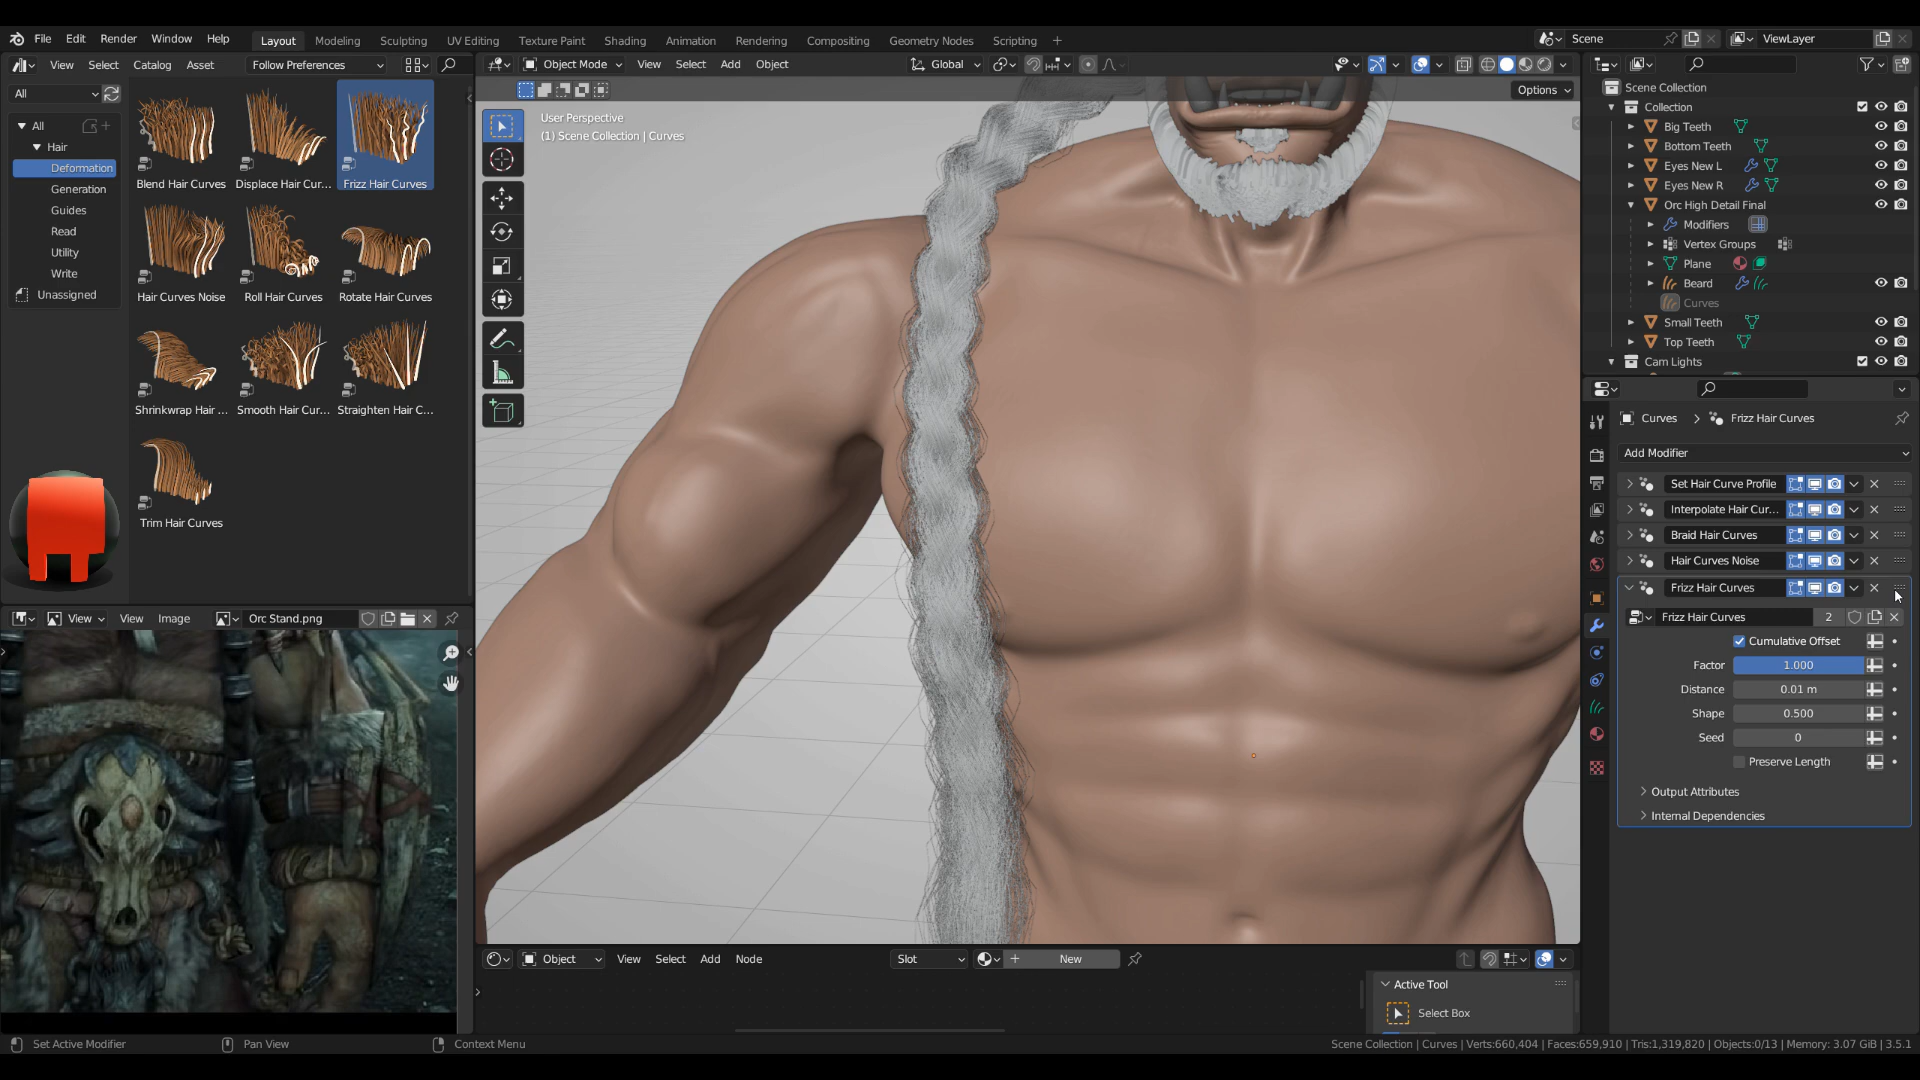 File Edit Render Window Help
Layout Modeling Sculpting UV Editing Texture Paint Shading Animation Rendering Compositing Geometry Nodes Scripting +
Scene
ViewLayer
View Select Catalog Asset Follow Preferences
Object Mode View Select Add Object Global
Options
All
All
Hair
Deformation
Generation
Guides
Read
Utility
Write
Unassigned
Blend Hair Curves
Displace Hair Cur...
Frizz Hair Curves
Hair Curves Noise
Roll Hair Curves
Rotate Hair Curves
Shrinkwrap Hair ...
Smooth Hair Cur...
Straighten Hair C...
Trim Hair Curves
User Perspective
(1) Scene Collection | Curves
Scene Collection
Collection
Big Teeth
Bottom Teeth
Eyes New L
Eyes New R
Orc High Detail Final
Modifiers
Vertex Groups
Plane
Beard
Curves
Small Teeth
Top Teeth
Cam Lights
Curves > Frizz Hair Curves
Add Modifier
Set Hair Curve Profile
Interpolate Hair Cur...
Braid Hair Curves
Hair Curves Noise
Frizz Hair Curves
Frizz Hair Curves 2
Cumulative Offset
Factor 1.000
Distance 0.01 m
Shape 0.500
Seed 0
Preserve Length
Output Attributes
Internal Dependencies
View View Image Orc Stand.png
Object View Select Add Node Slot New
Active Tool
Select Box
Set Active Modifier Pan View Context Menu
Scene Collection | Curves | Verts:660,404 | Faces:659,910 | Tris:1,319,820 | Objects:0/13 | Memory: 3.07 GiB | 3.5.1